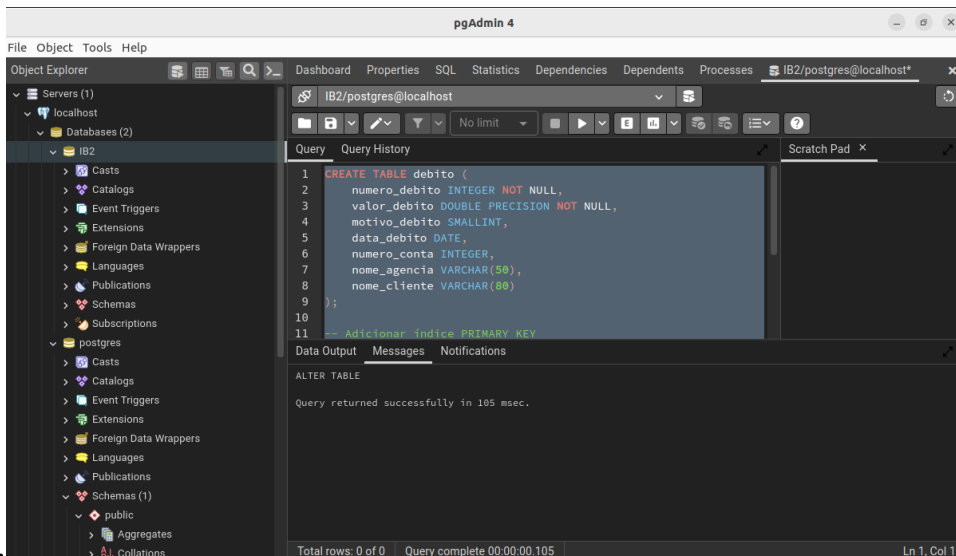 pgAdmin 4
File Object Tools Help
Object Explorer
Servers (1)
localhost
Databases (2)
IB2
Casts
Catalogs
Event Triggers
Extensions
Foreign Data Wrappers
Languages
Publications
Schemas
Subscriptions
postgres
Casts
Catalogs
Event Triggers
Extensions
Foreign Data Wrappers
Languages
Publications
Schemas (1)
public
Aggregates
Collations
Dashboard Properties SQL Statistics Dependencies Dependents Processes IB2/postgres@localhost*
IB2/postgres@localhost
No limit
Query Query History
1 CREATE TABLE debito (
2 numero_debito INTEGER NOT NULL,
3 valor_debito DOUBLE PRECISION NOT NULL,
4 motivo_debito SMALLINT,
5 data_debito DATE,
6 numero_conta INTEGER,
7 nome_agencia VARCHAR(50),
8 nome_cliente VARCHAR(80)
9 );
10
11 -- Adicionar índice PRIMARY KEY
Scratch Pad
Data Output Messages Notifications
ALTER TABLE
Query returned successfully in 105 msec.
Total rows: 0 of 0 Query complete 00:00:00.105 Ln 1, Col 1